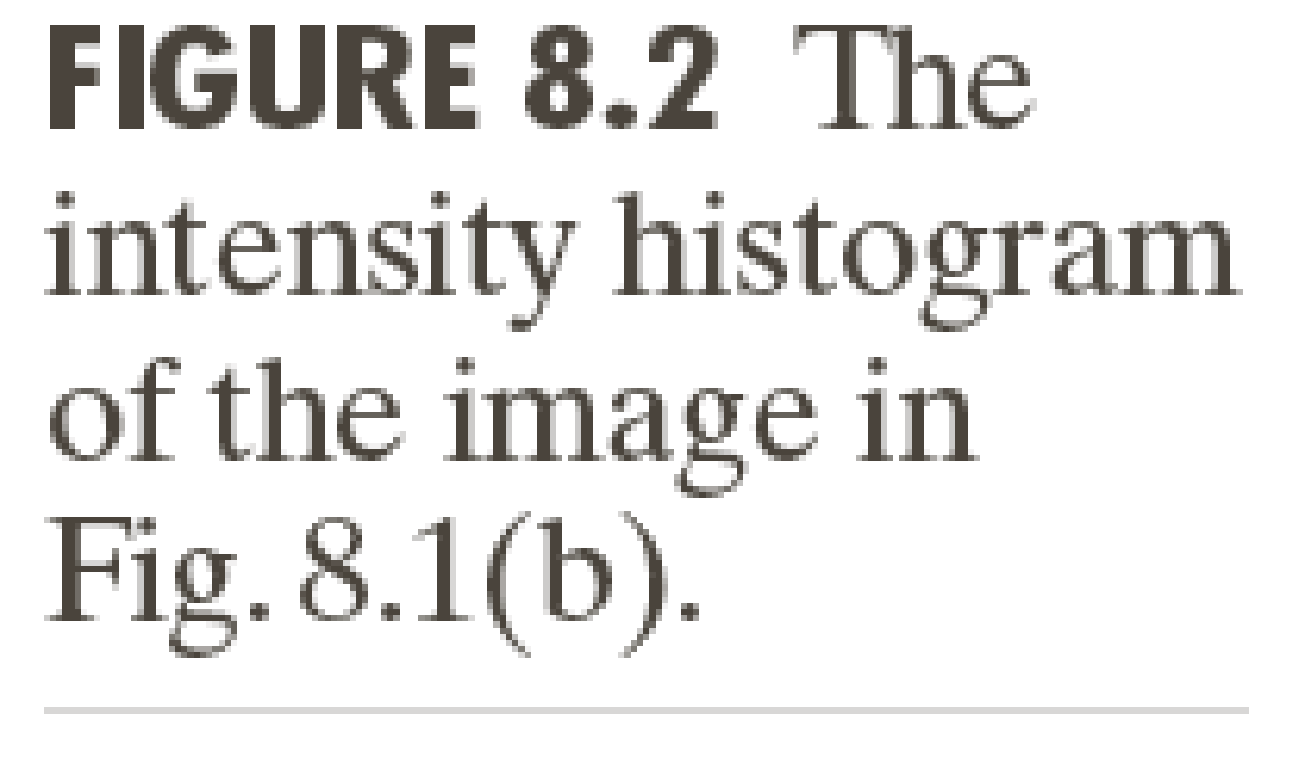 FIGURE 8.2 The
intensity histogram
of the image in
Fig. 8.1(b).